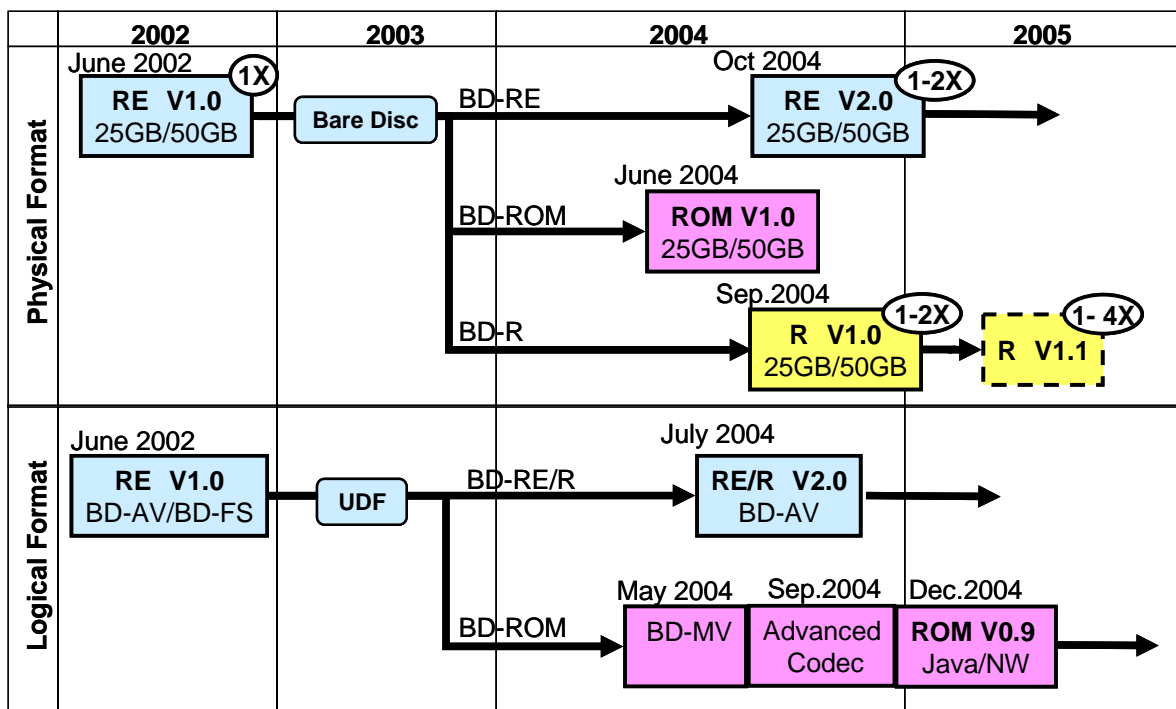 2002 2003 2004 2005
Physical Format
June 2002
1X
RE V1.0
25GB/50GB
Bare Disc
BD-RE
Oct 2004
1-2X
RE V2.0
25GB/50GB
BD-ROM
June 2004
ROM V1.0
25GB/50GB
BD-R
Sep.2004
1-2X
R V1.0
25GB/50GB
1- 4X
R V1.1
Logical Format
June 2002
RE V1.0
BD-AV/BD-FS
UDF
BD-RE/R
July 2004
RE/R V2.0
BD-AV
BD-ROM
May 2004
BD-MV
Sep.2004
Advanced
Codec
Dec.2004
ROM V0.9
Java/NW